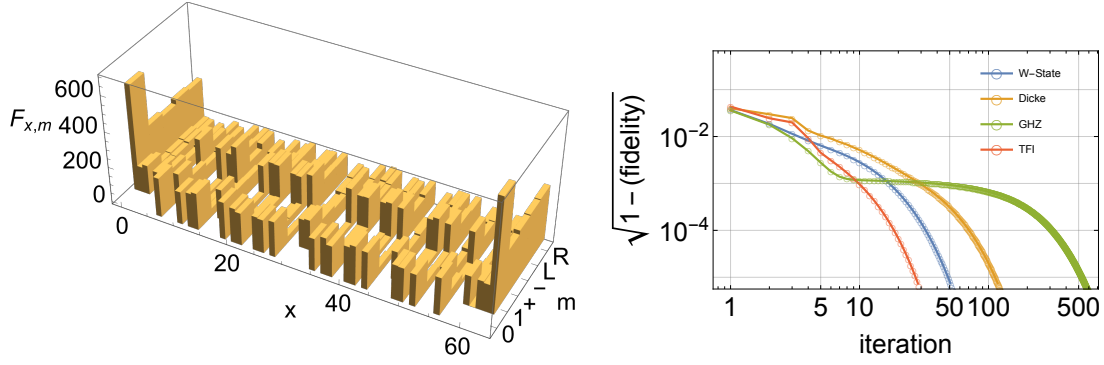 600
400
200
0
F_{x,m}
0
20
40
60
x
0
1
+
−
L
R
m
√1 − (fidelity)
10^{−2}
10^{−4}
W−State
Dicke
GHZ
TFI
1 5 10 50 100 500
iteration